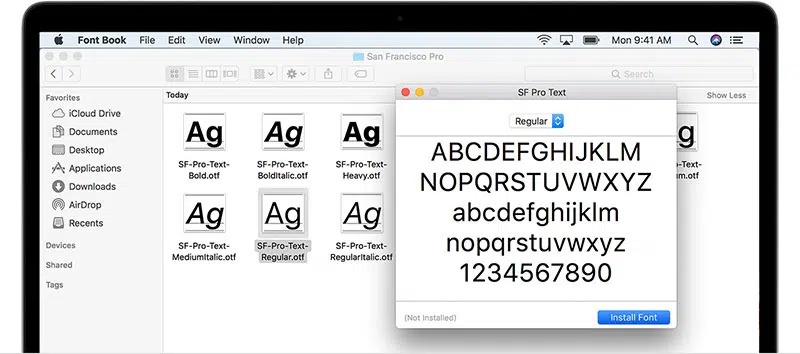 Font Book File Edit View Window Help Mon 9:41 AM
San Francisco Pro
Search
Favorites
iCloud Drive
Documents
Desktop
Applications
Downloads
AirDrop
Recents
Devices
Shared
Tags
Today
Show Less
Ag Ag Ag
SF-Pro-Text-
Bold.otf
SF-Pro-Text-
BoldItalic.otf
SF-Pro-Text-
Heavy.otf
Ag Ag Ag
SF-Pro-Text-
MediumItalic.otf
SF-Pro-Text-
Regular.otf
SF-Pro-Text-
RegularItalic.otf
SF Pro Text
Regular
ABCDEFGHIJKLM
NOPQRSTUVWXYZ
abcdefghijklm
nopqrstuvwxyz
1234567890
(Not Installed)
Install Font